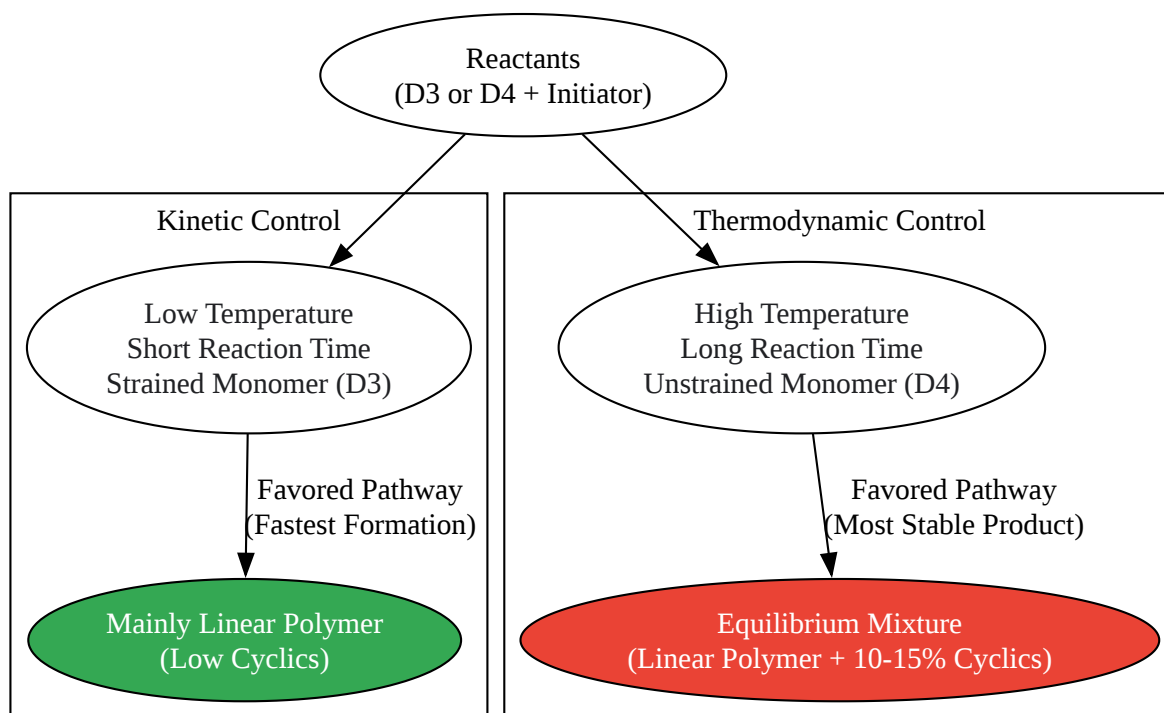 Reactants
(D3 or D4 + Initiator)
Kinetic Control
Low Temperature
Short Reaction Time
Strained Monomer (D3)
Favored Pathway
(Fastest Formation)
Mainly Linear Polymer
(Low Cyclics)
Thermodynamic Control
High Temperature
Long Reaction Time
Unstrained Monomer (D4)
Favored Pathway
(Most Stable Product)
Equilibrium Mixture
(Linear Polymer + 10-15% Cyclics)